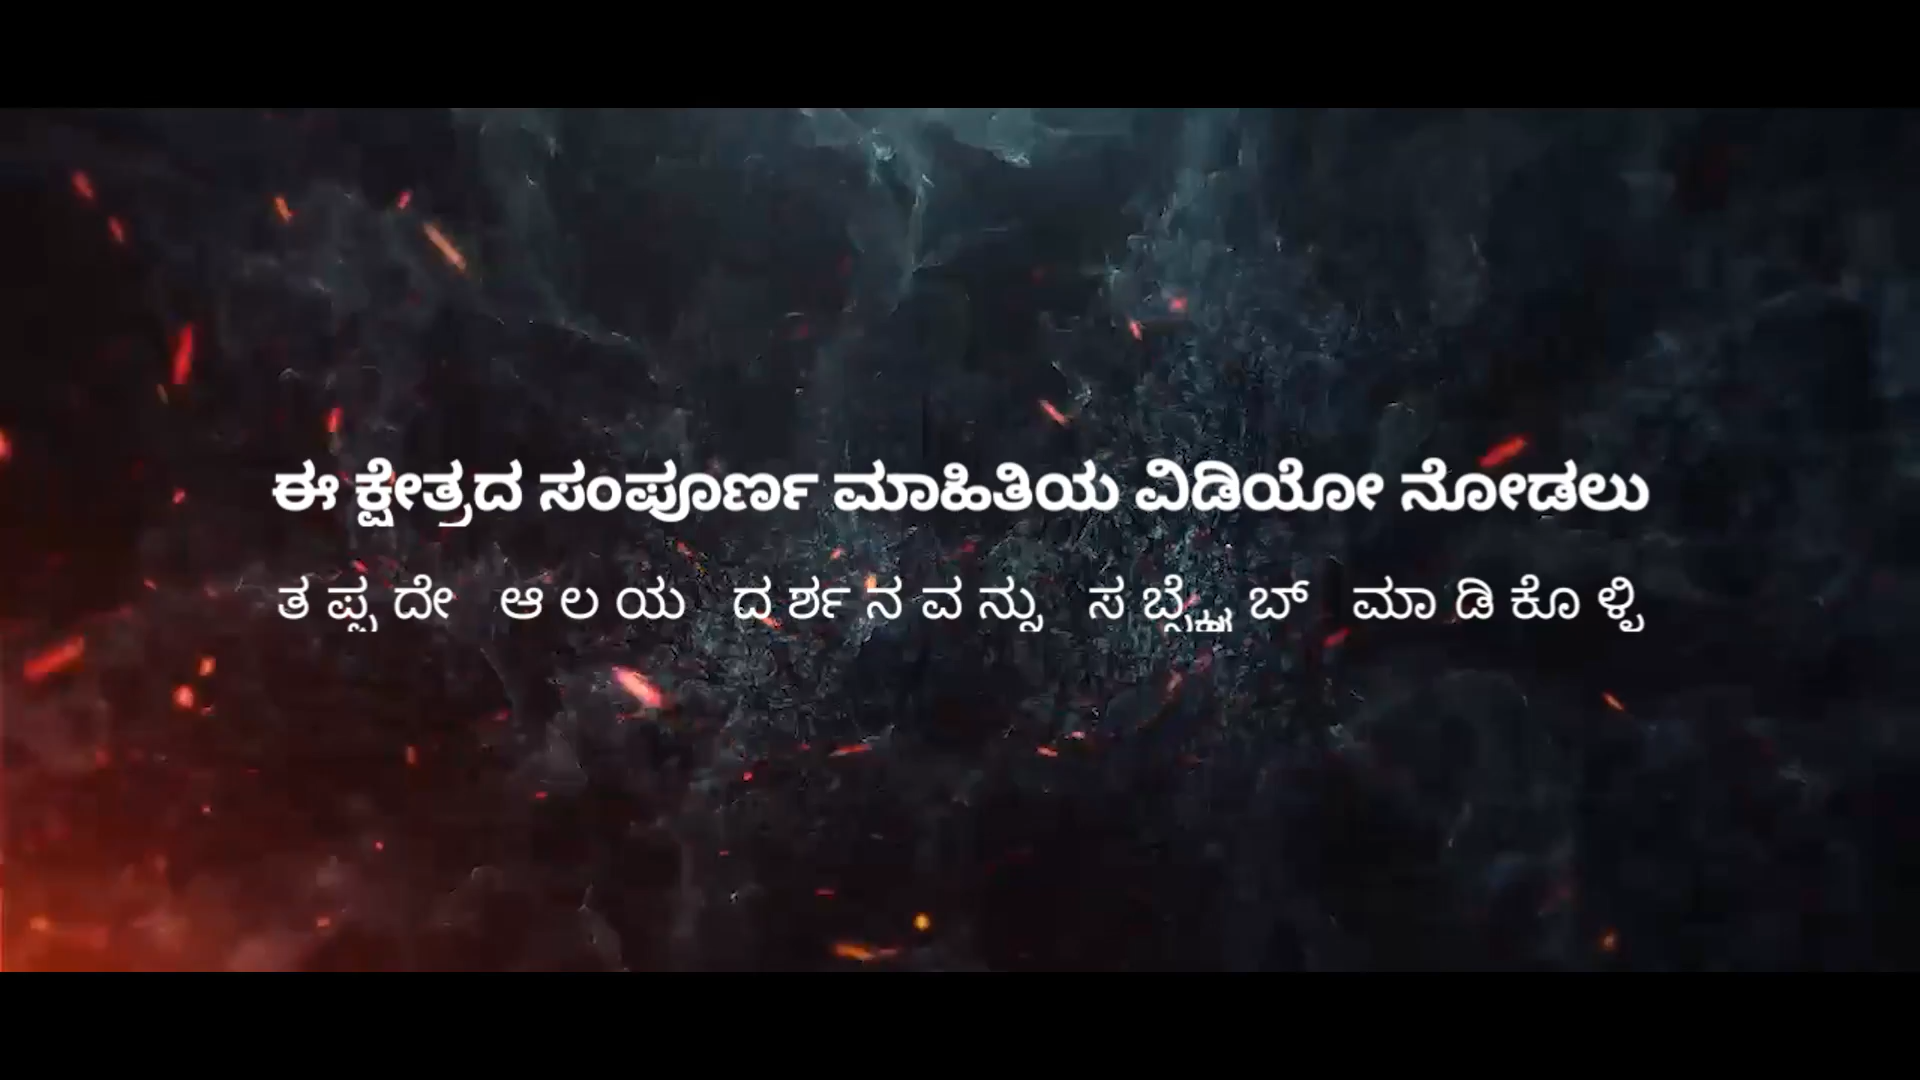 ಈ ಕ್ಷೇತ್ರದ ಸಂಪೂರ್ಣ ಮಾಹಿತಿಯ ವಿಡಿಯೋ ನೋಡಲು
ತಪ್ಪದೇ ಆಲಯ ದರ್ಶನವನ್ನು ಸಬ್ಸ್ಕ್ರೈಬ್ ಮಾಡಿಕೊಳ್ಳಿ